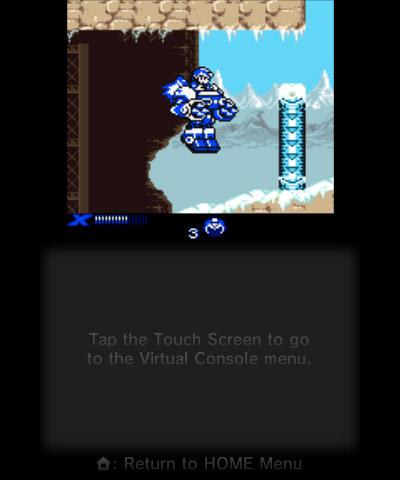 X
3
Tap the Touch Screen to go
to the Virtual Console menu.
: Return to HOME Menu